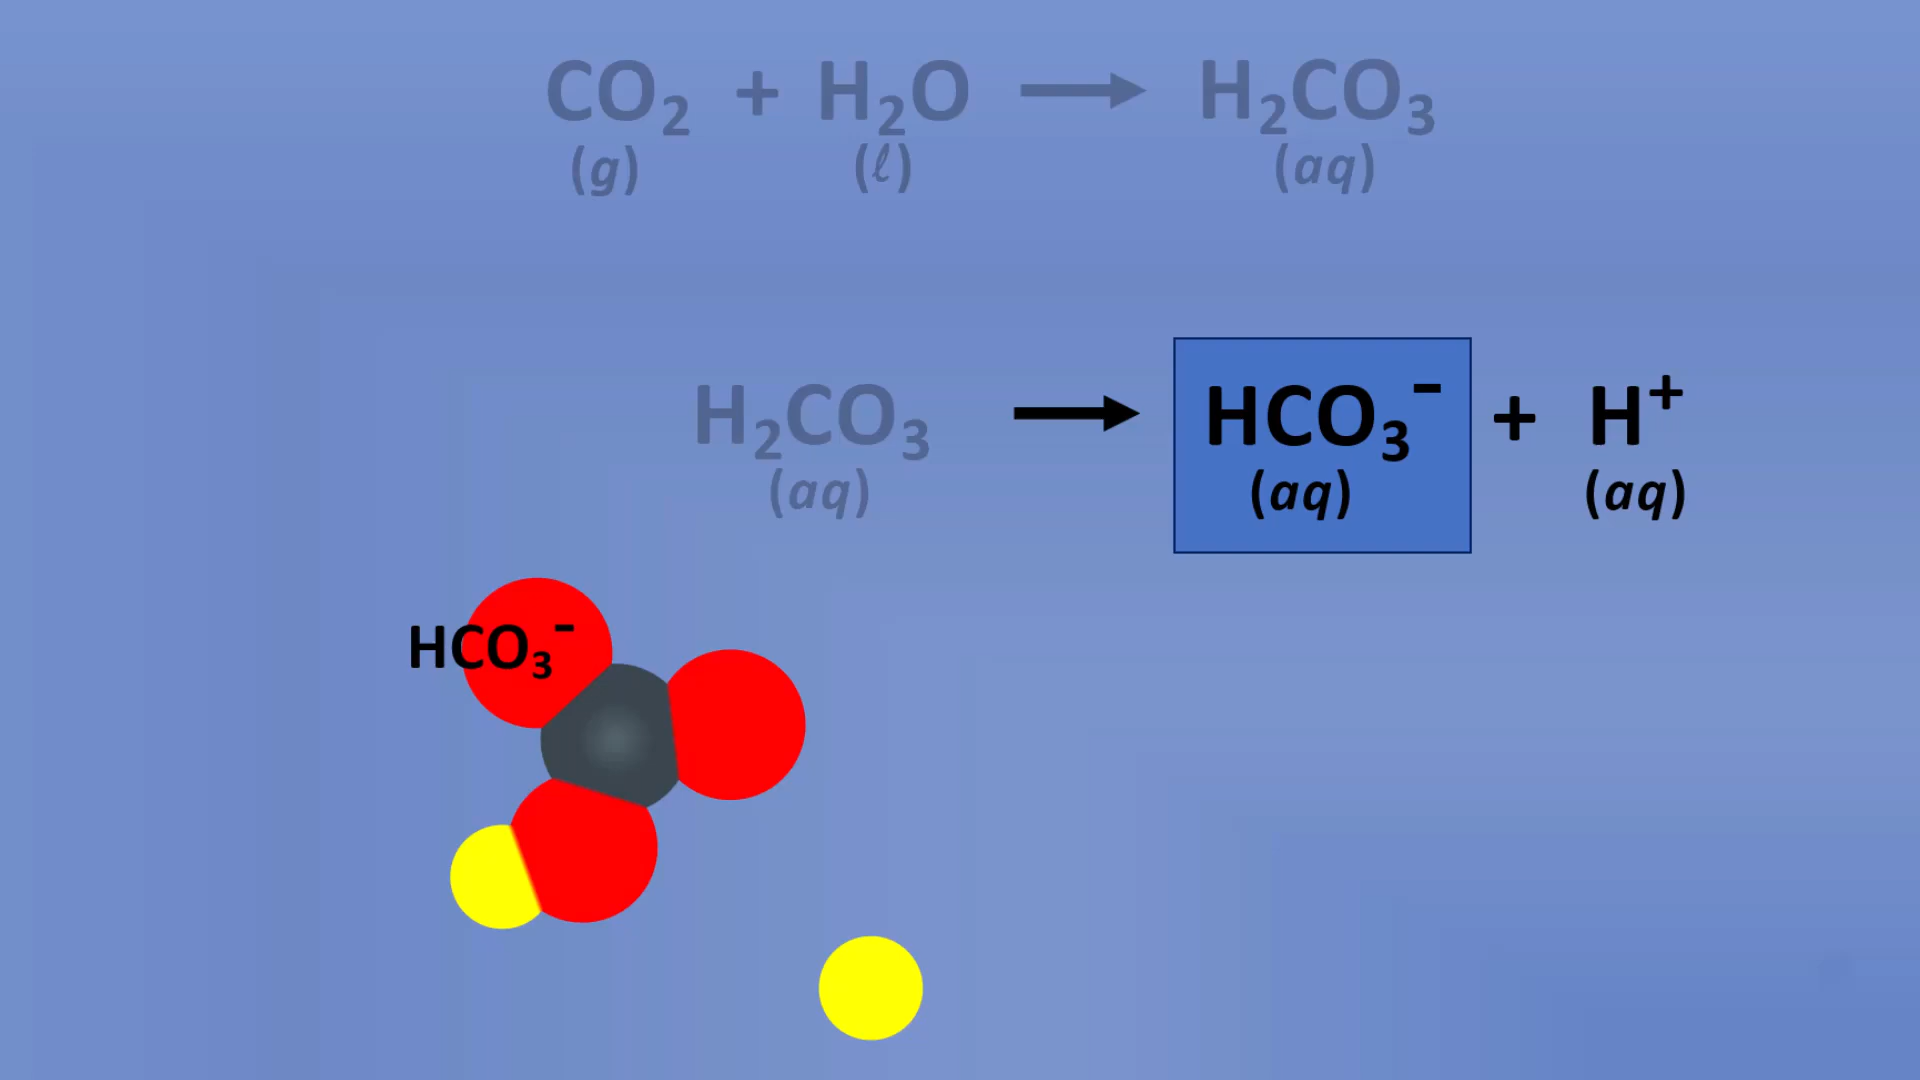 CO₂ + H₂O → H₂CO₃
(g) (ℓ) (aq)
H₂CO₃ → HCO₃⁻ + H⁺
(aq) (aq) (aq)
HCO₃⁻